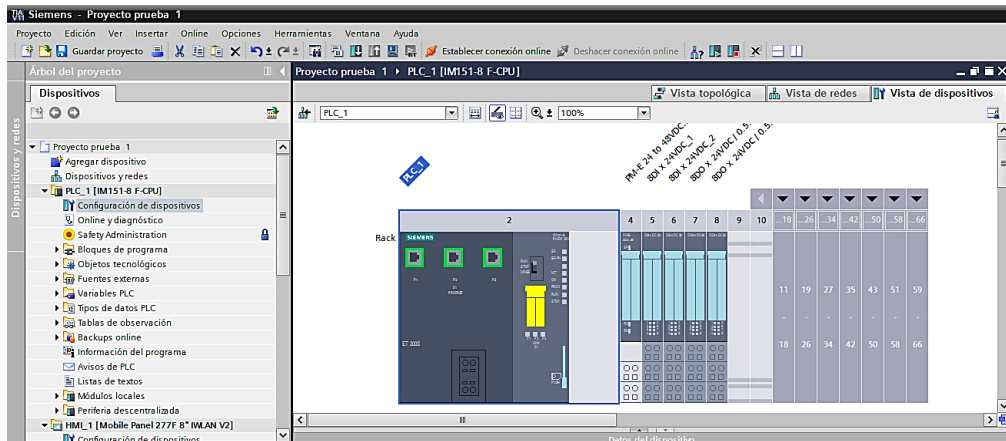 Siemens - Proyecto prueba 1
Proyecto Edición Ver Insertar Online Opciones Herramientas Ventana Ayuda
Guardar proyecto Establecer conexión online Deshacer conexión online
Árbol del proyecto
Proyecto prueba 1 PLC_1 [IM151-8 F-CPU]
Dispositivos
Vista topológica Vista de redes Vista de dispositivos
PLC_1 100%
Dispositivos y redes
Proyecto prueba 1
Agregar dispositivo
Dispositivos y redes
PLC_1 [IM151-8 F-CPU]
Configuración de dispositivos
Online y diagnóstico
Safety Administration
Bloques de programa
Objetos tecnológicos
Fuentes externas
Variables PLC
Tipos de datos PLC
Tablas de observación
Backups online
Información del programa
Avisos de PLC
Listas de textos
Módulos locales
Periferia descentralizada
HMI_1 [Mobile Panel 277F 8" IWLAN V2]
Configuración de dispositivos
PLC_1
PM-E 24 to 48VDC...
8DI x 24VDC_1
8DI x 24VDC_2
8DO x 24VDC / 0.5...
8DO x 24VDC / 0.5...
2 4 5 6 7 8 9 10 ...18 ...26 ...34 ...42 ...50 ...58 ...66
Rack
SIEMENS
ET 200S
11 19 27 35 43 51 59
- - - - - - -
18 26 34 42 50 58 66
Datos del dispositivo